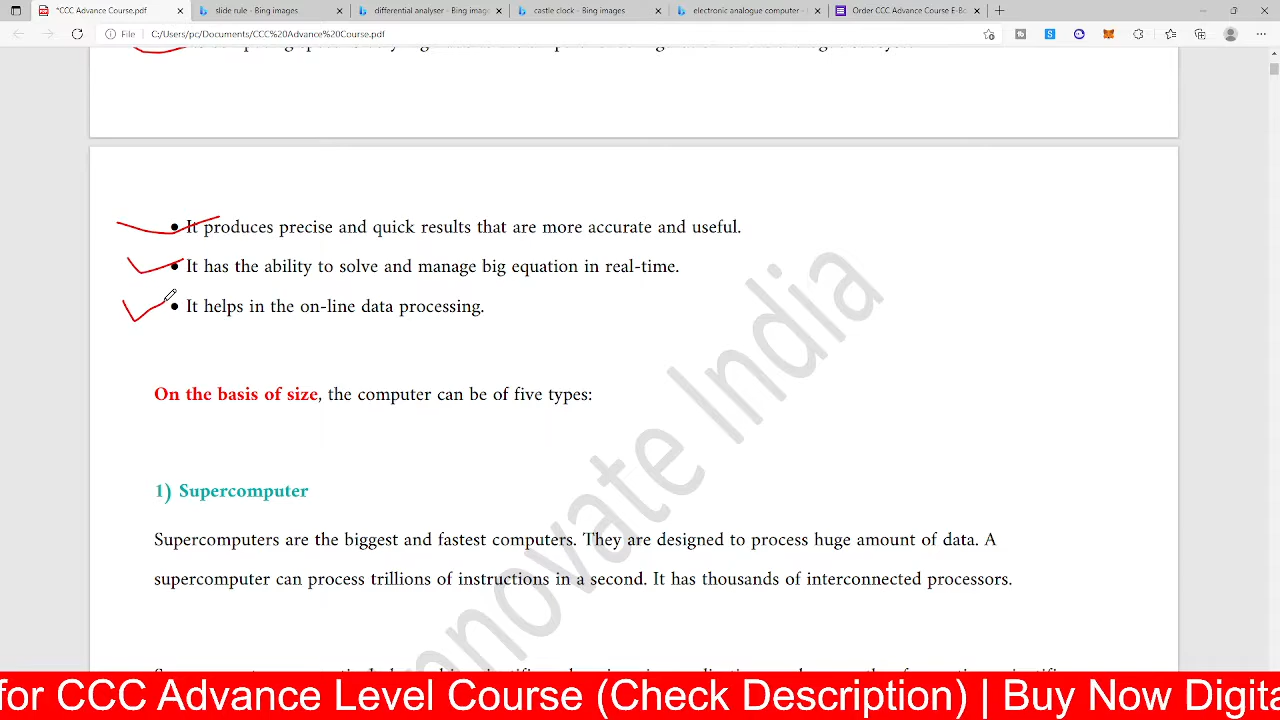 *CCC Advance Course.pdf
slide rule - Bing images
differential analyser - Bing imag
castle clock - Bing images
electronic analogue computer -
Order CCC Advance Course E-B
File
C:/Users/pc/Documents/CCC%20Advance%20Course.pdf
• It produces precise and quick results that are more accurate and useful.
• It has the ability to solve and manage big equation in real-time.
• It helps in the on-line data processing.
On the basis of size, the computer can be of five types:
1) Supercomputer
Supercomputers are the biggest and fastest computers. They are designed to process huge amount of data. A
supercomputer can process trillions of instructions in a second. It has thousands of interconnected processors.
nnovate India
for CCC Advance Level Course (Check Description) | Buy Now Digita